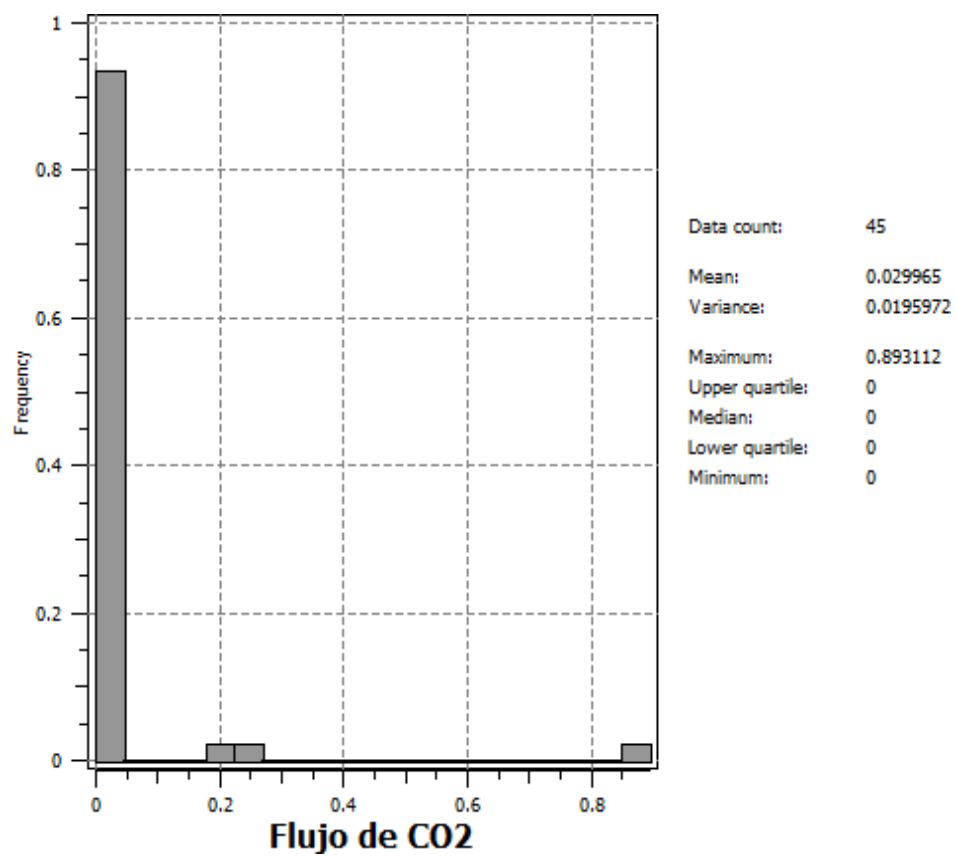 1
0.8
0.6
0.4
0.2
0
Frequency
0
0.2
0.4
0.6
0.8
Flujo de CO2
Data count: 45
Mean: 0.029965
Variance: 0.0195972
Maximum: 0.893112
Upper quartile: 0
Median: 0
Lower quartile: 0
Minimum: 0